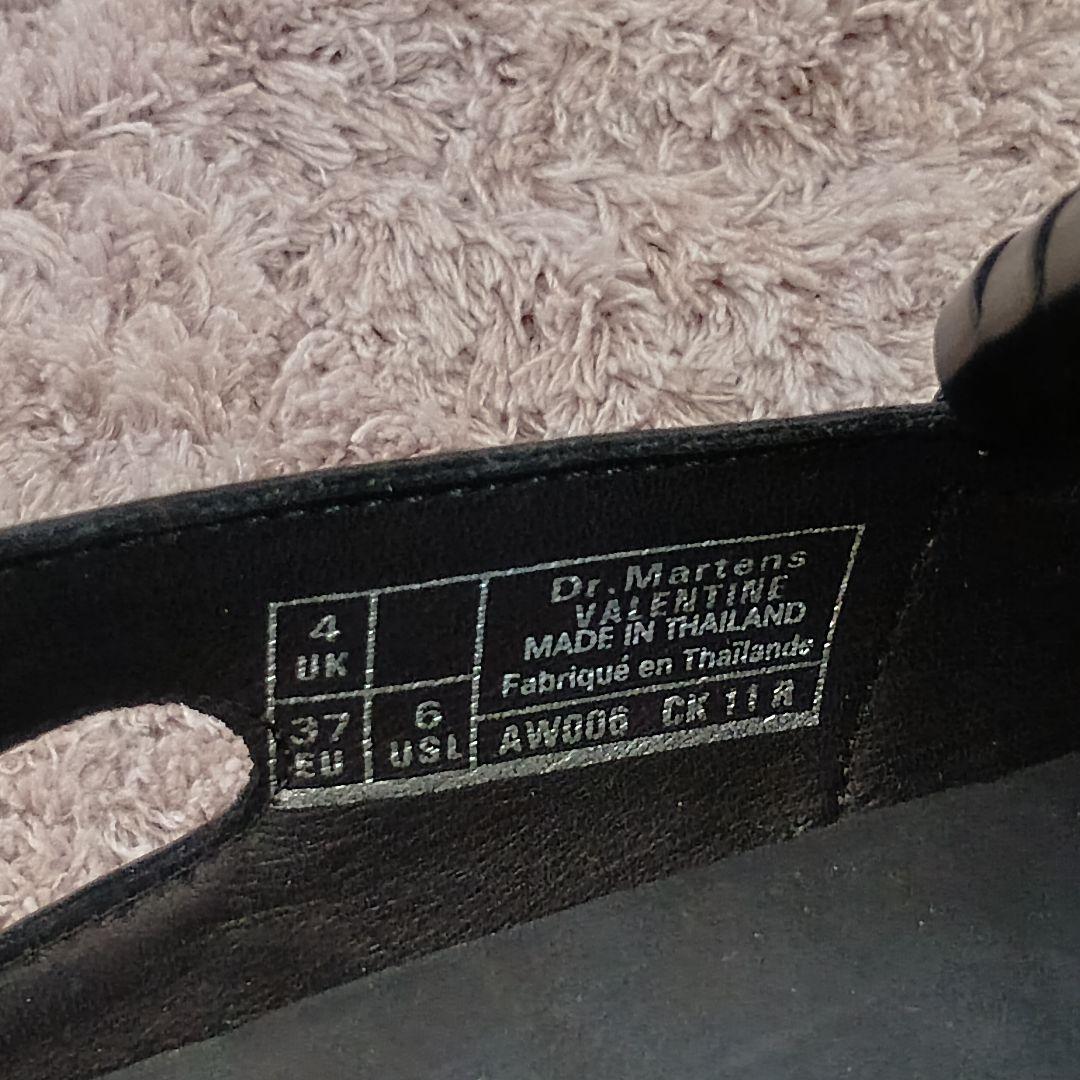 4
UK
37
EU
6
USL
Dr.Martens
VALENTINE
MADE IN THAILAND
Fabriqué en Thaïlande
AW006 CK 11 R